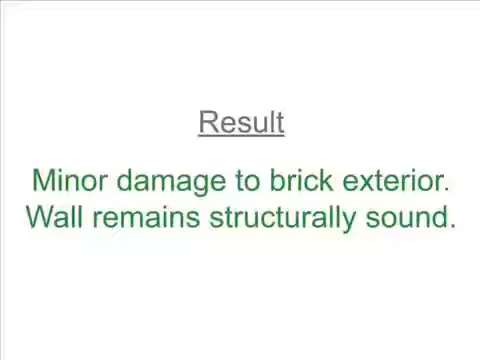 Result
Minor damage to brick exterior.
Wall remains structurally sound.